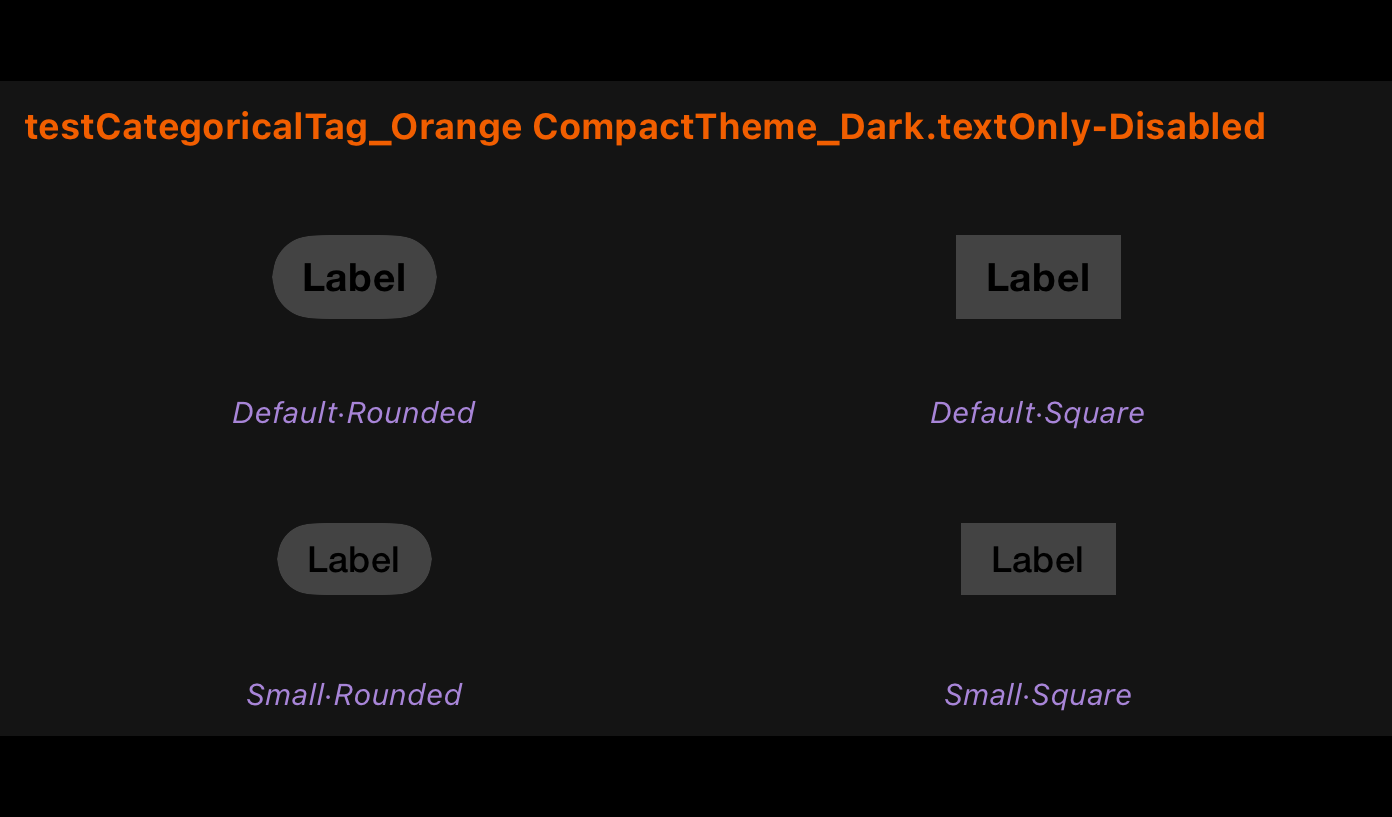 testCategoricalTag_Orange CompactTheme_Dark.textOnly-Disabled
Label
Label
Default·Rounded
Default·Square
Label
Label
Small·Rounded
Small·Square